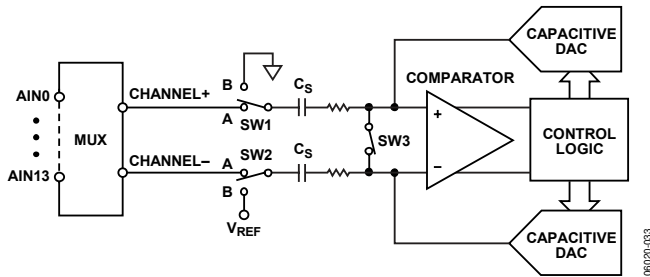 CAPACITIVE
DAC
B
COMPARATOR
AIN0
CHANNEL+
CS
A
SW1
+
MUX
SW3
CONTROL
LOGIC
CHANNEL–
A
SW2
CS
–
AIN13
B
VREF
CAPACITIVE
DAC
06020-033